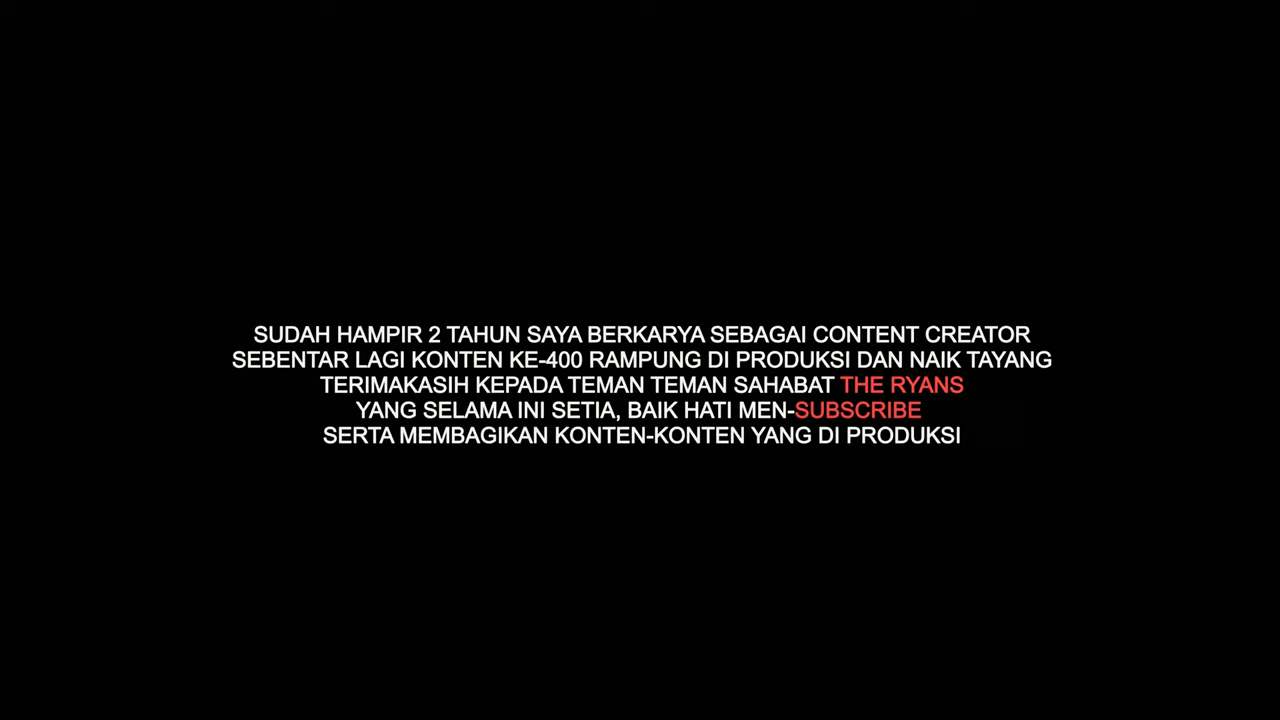 SUDAH HAMPIR 2 TAHUN SAYA BERKARYA SEBAGAI CONTENT CREATOR
SEBENTAR LAGI KONTEN KE-400 RAMPUNG DI PRODUKSI DAN NAIK TAYANG
TERIMAKASIH KEPADA TEMAN TEMAN SAHABAT THE RYANS
YANG SELAMA INI SETIA, BAIK HATI MEN-SUBSCRIBE
SERTA MEMBAGIKAN KONTEN-KONTEN YANG DI PRODUKSI